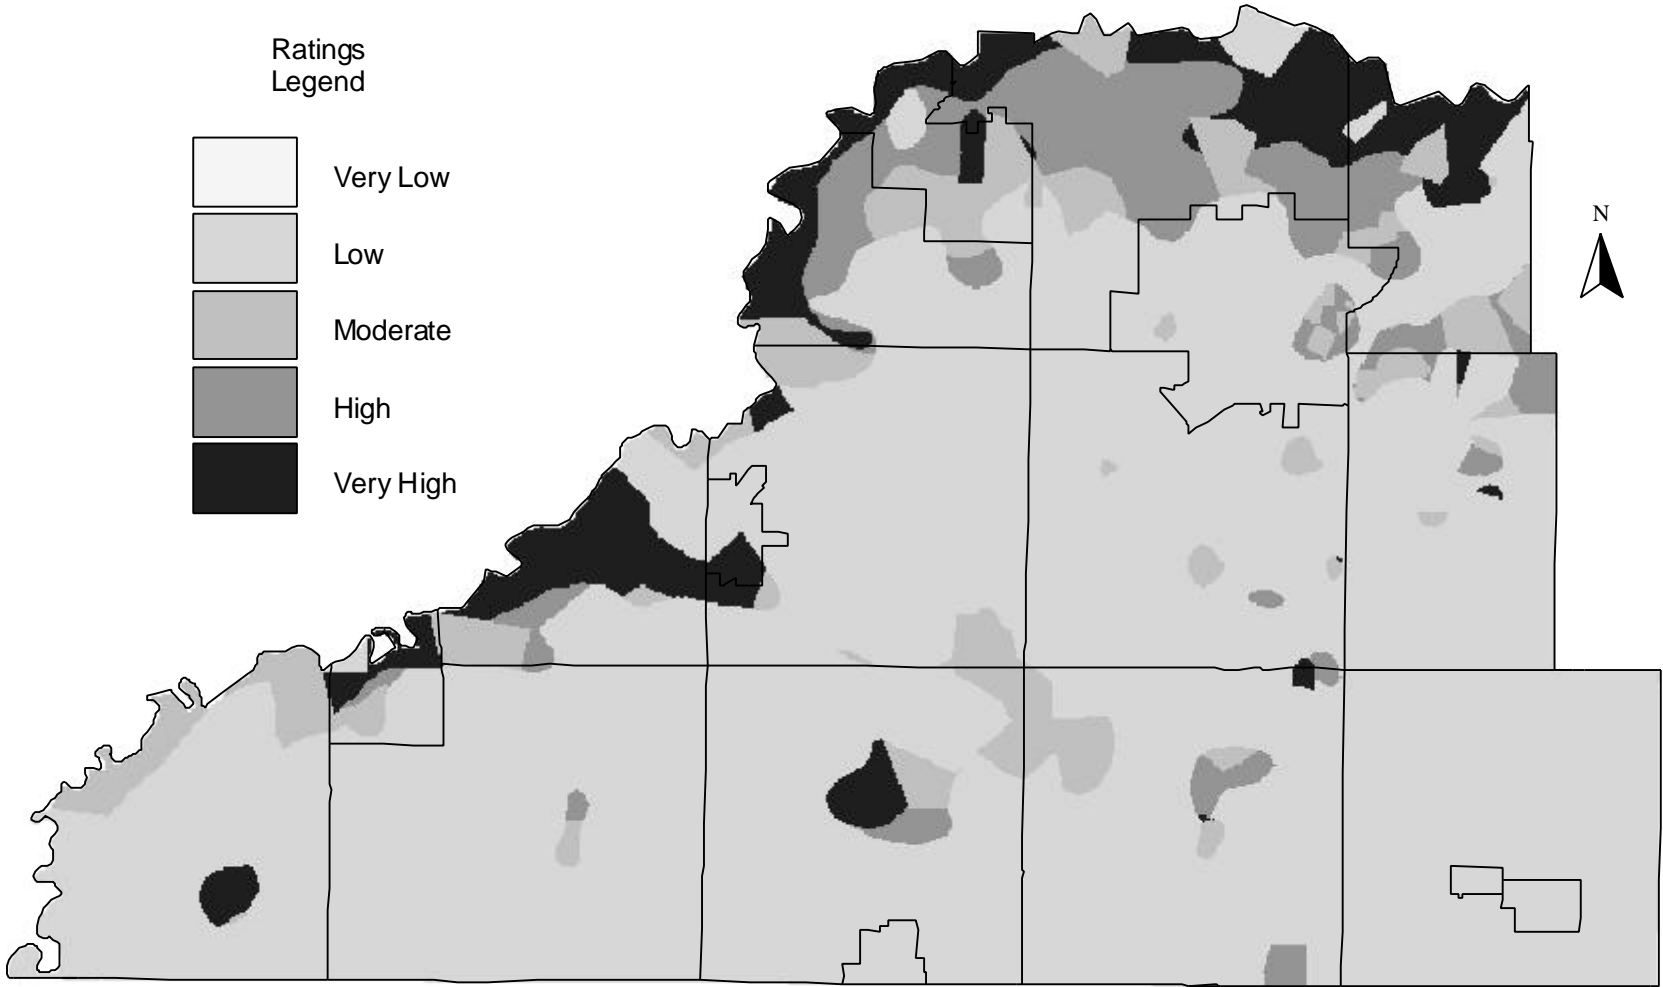 Ratings
Legend
Very Low
Low
Moderate
High
Very High
N